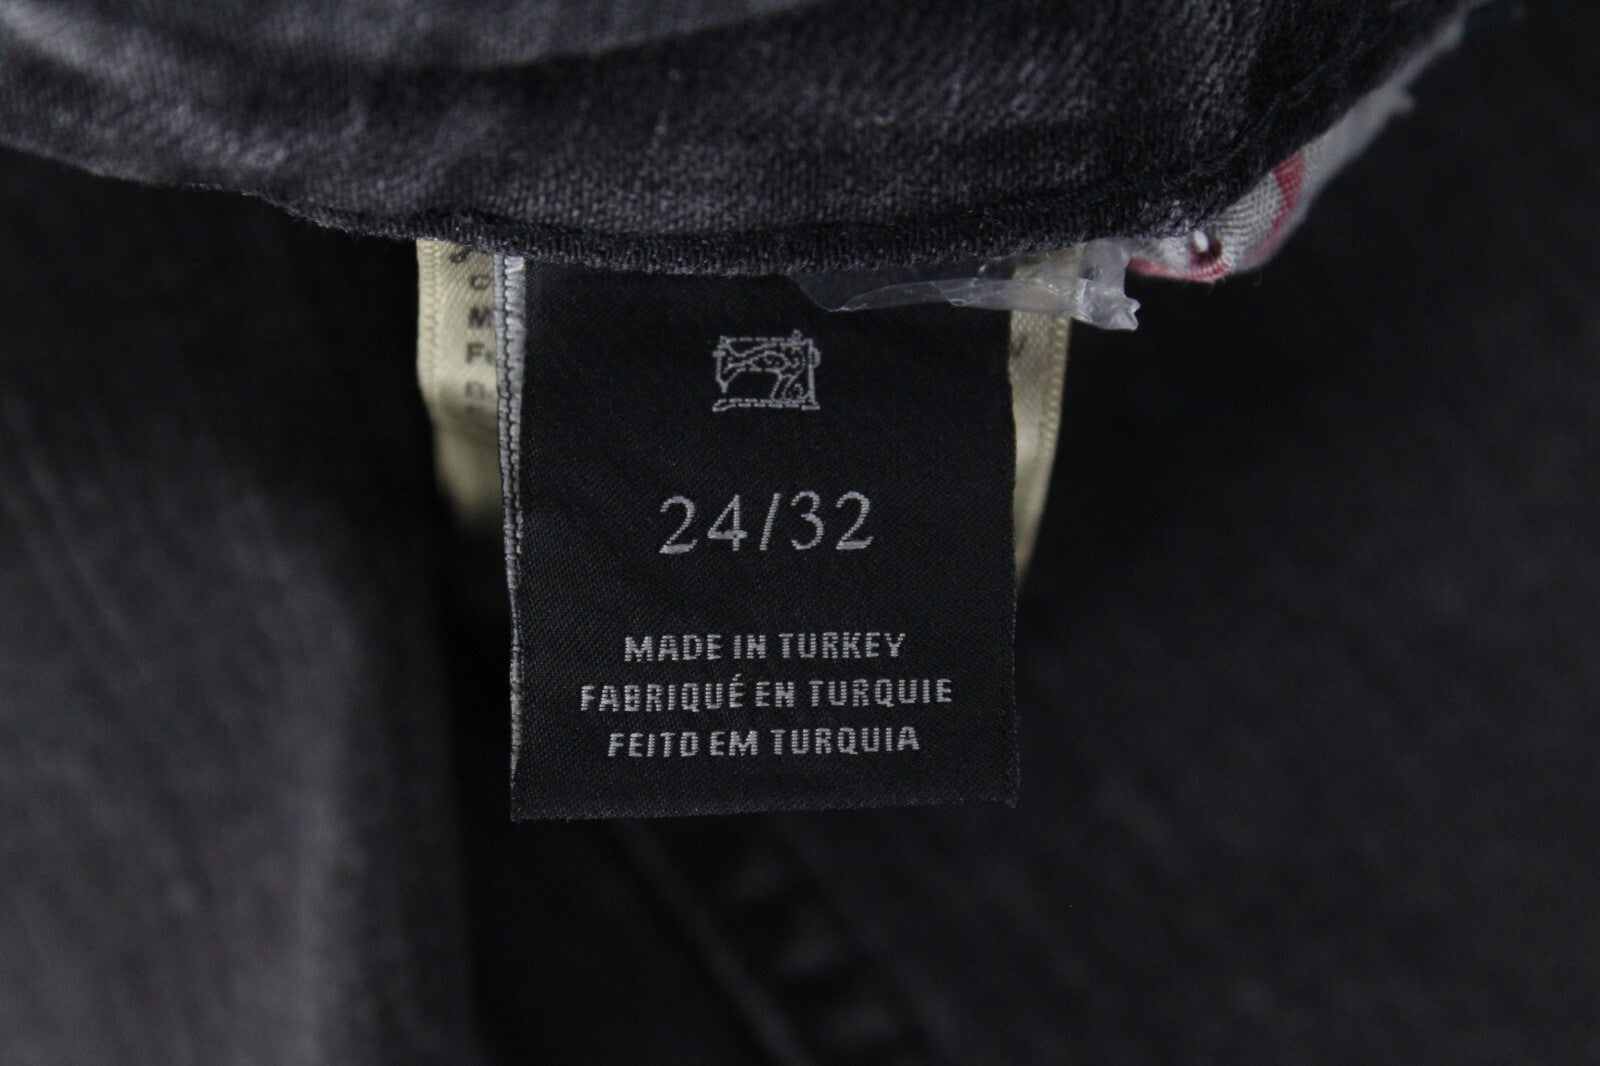 24/32
MADE IN TURKEY
FABRIQUÉ EN TURQUIE
FEITO EM TURQUIA